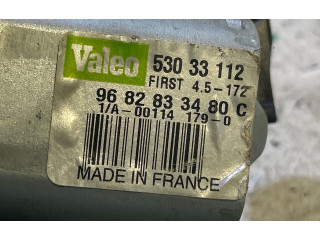 Valeo 530 33 112
FIRST 4.5-172
96 82 83 34 80 C
1/A-00114 179-0
MADE IN FRANCE